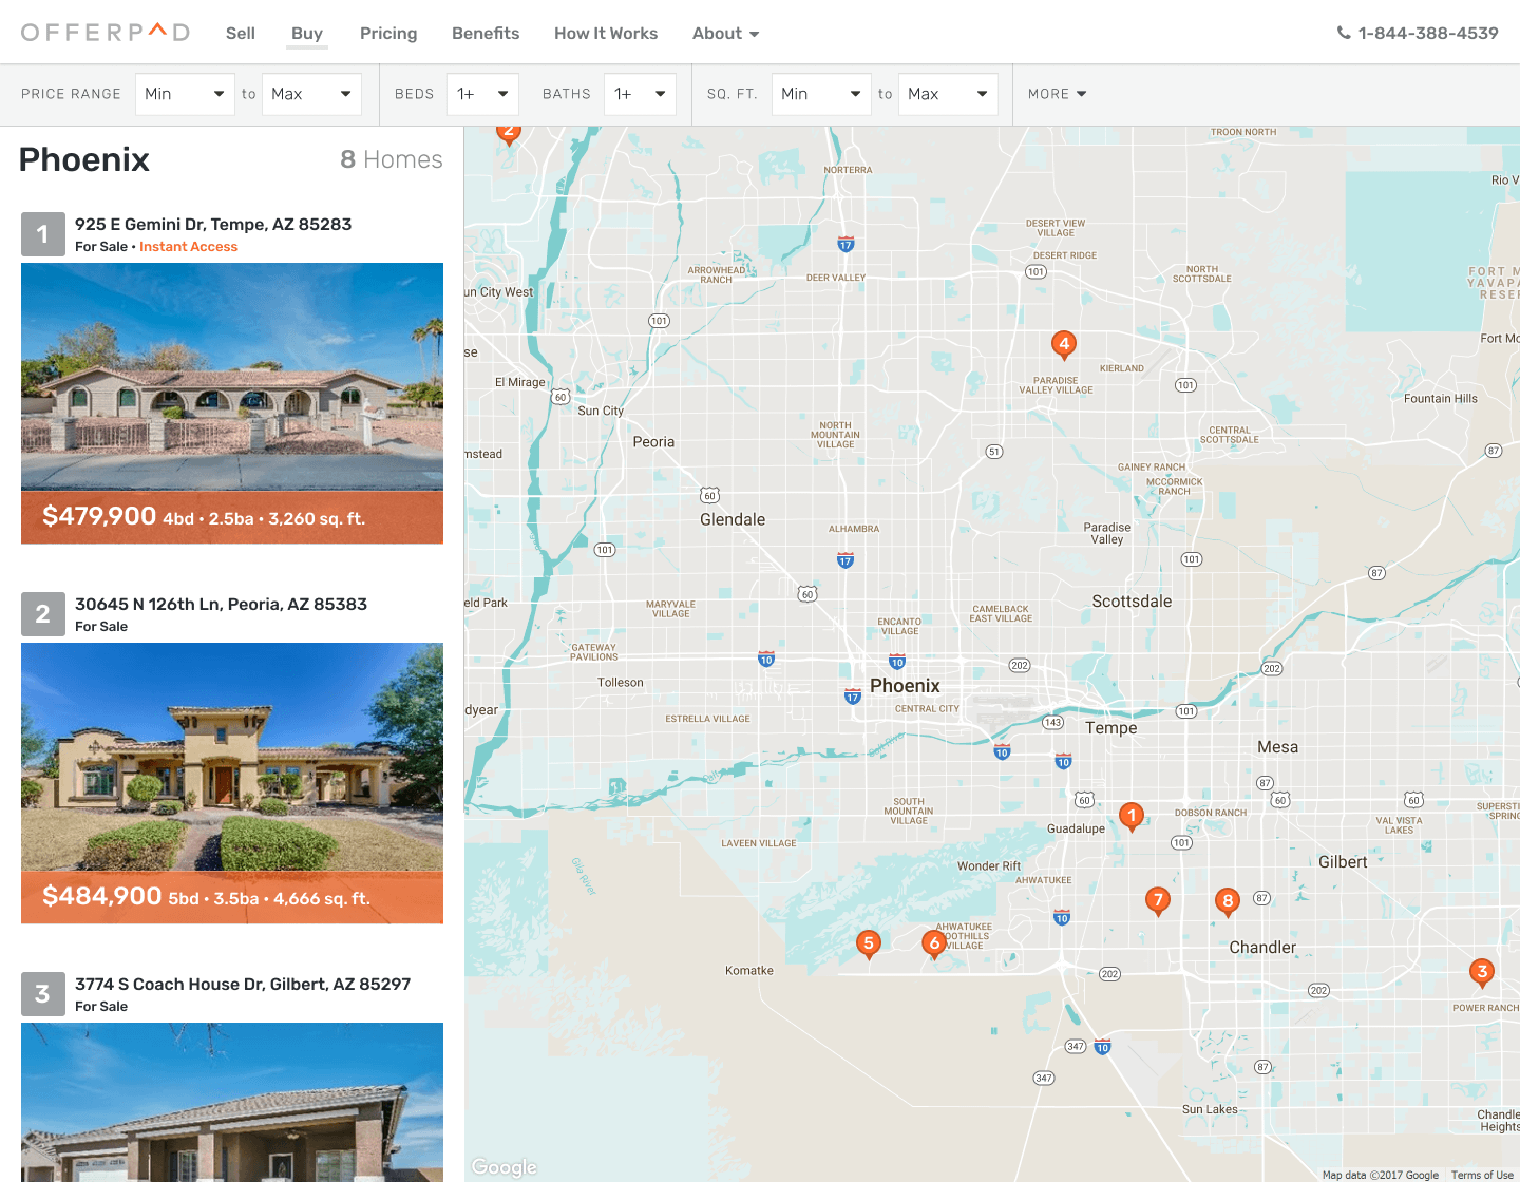 OFFERPAD
Sell
Buy
Pricing
Benefits
How It Works
About
1-844-388-4539
PRICE RANGE
Min
to
Max
BEDS
1+
BATHS
1+
SQ. FT.
Min
to
Max
MORE
Phoenix
8 Homes
1
925 E Gemini Dr, Tempe, AZ 85283
For Sale • Instant Access
$479,900 4bd • 2.5ba • 3,260 sq. ft.
2
30645 N 126th Ln, Peoria, AZ 85383
For Sale
$484,900 5bd • 3.5ba • 4,666 sq. ft.
3
3774 S Coach House Dr, Gilbert, AZ 85297
For Sale
2
TROON NORTH
NORTERRA
Rio V
DESERT VIEW
VILLAGE
17
DESERT RIDGE
101
ARROWHEAD
RANCH
DEER VALLEY
NORTH
SCOTTSDALE
FORT M
YAVAPA
RESER
un City West
101
4
Fort Mc
se
KIERLAND
El Mirage
PARADISE
VALLEY VILLAGE
101
60
Sun City
Fountain Hills
NORTH
MOUNTAIN
VILLAGE
Peoria
CENTRAL
SCOTTSDALE
mstead
51
87
GAINEY RANCH
MCCORMICK
RANCH
60
Glendale
ALHAMBRA
Paradise
Valley
101
17
101
87
60
eld Park
MARYVALE
VILLAGE
CAMELBACK
EAST VILLAGE
Scottsdale
ENCANTO
VILLAGE
GATEWAY
PAVILIONS
10
10
202
202
Tolleson
17
Phoenix
dyear
CENTRAL CITY
101
ESTRELLA VILLAGE
143
Tempe
10
10
Mesa
87
60
60
60
SOUTH
MOUNTAIN
VILLAGE
1
DOBSON RANCH
SUPERSTI
SPRING
Guadalupe
VAL VISTA
LAKES
LAVEEN VILLAGE
101
Gila River
Wonder Rift
Gilbert
AHWATUKEE
7
8
87
10
AHWATUKEE
FOOTHILLS
VILLAGE
5
6
Chandler
Komatke
202
3
202
POWER RANCH
347
10
87
347
Sun Lakes
Chandle
Heights
Google
Map data ©2017 Google
Terms of Use